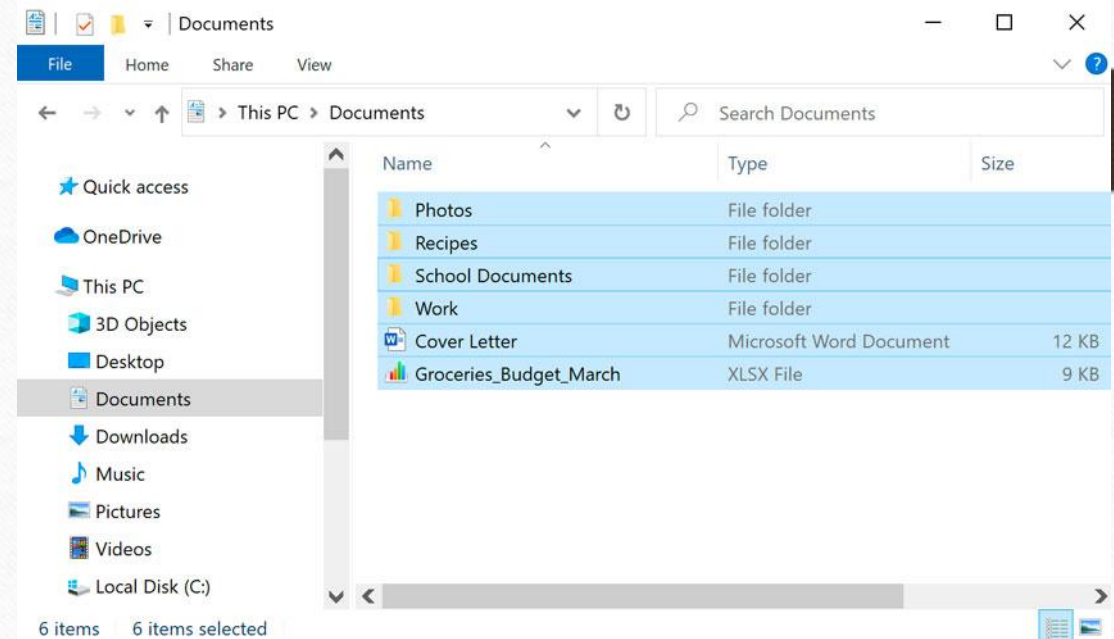 Documents
File Home Share View ?
This PC > Documents Search Documents
Quick access
OneDrive
This PC
3D Objects
Desktop
Documents
Downloads
Music
Pictures
Videos
Local Disk (C:)
Name Type Size
Photos File folder
Recipes File folder
School Documents File folder
Work File folder
W Cover Letter Microsoft Word Document 12 KB
Groceries_Budget_March XLSX File 9 KB
6 items 6 items selected